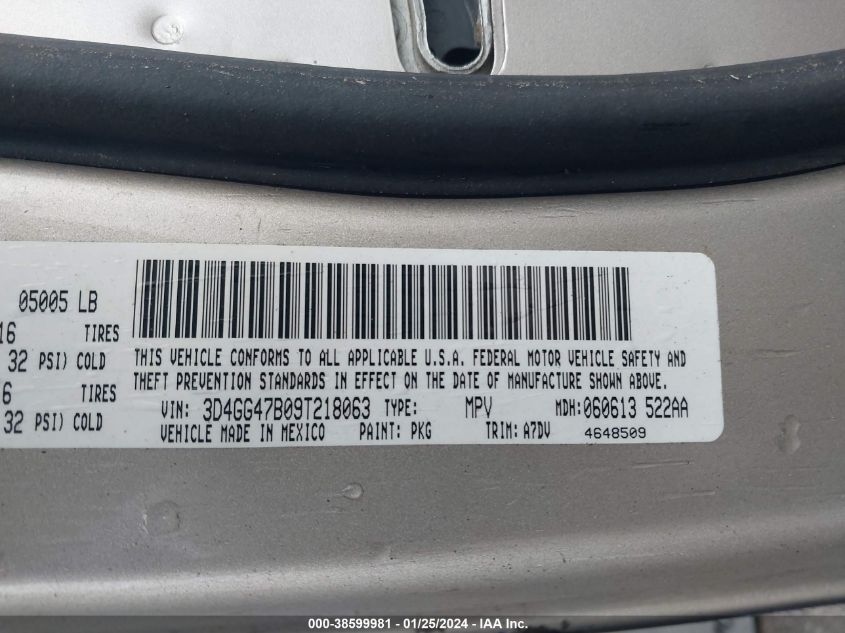 05005 LB
16 TIRES
32 PSI) COLD
6 TIRES
32 PSI) COLD
THIS VEHICLE CONFORMS TO ALL APPLICABLE U.S.A. FEDERAL MOTOR VEHICLE SAFETY AND
THEFT PREVENTION STANDARDS IN EFFECT ON THE DATE OF MANUFACTURE SHOWN ABOVE.
VIN: 3D4GG47B09T218063 TYPE: MPV MDH: 060613 522AA
VEHICLE MADE IN MEXICO PAINT: PKG TRIM: A7DV 4648509
000-38599981 - 01/25/2024 - IAA, Inc.